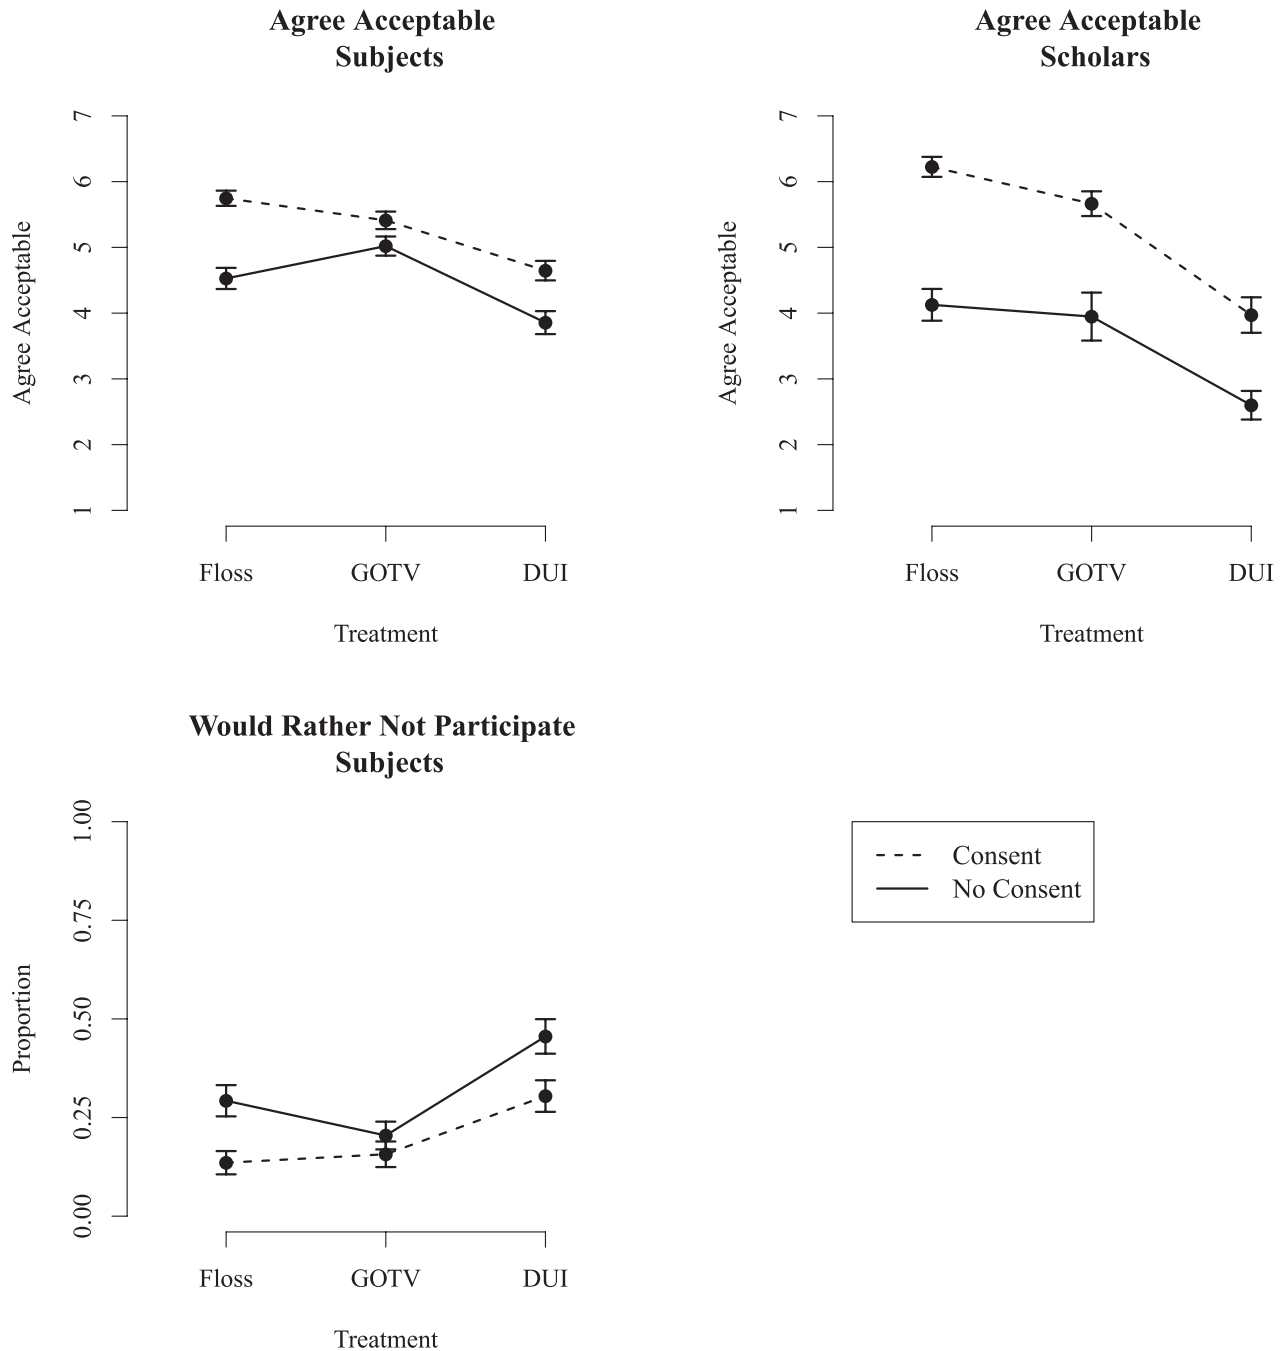 Agree Acceptable
Subjects
7
6
5
4
3
2
1
Agree Acceptable
Floss GOTV DUI
Treatment
Agree Acceptable
Scholars
7
6
5
4
3
2
1
Agree Acceptable
Floss GOTV DUI
Treatment
Would Rather Not Participate
Subjects
1.00
0.75
0.50
0.25
0.00
Proportion
Floss GOTV DUI
Treatment
Consent
No Consent